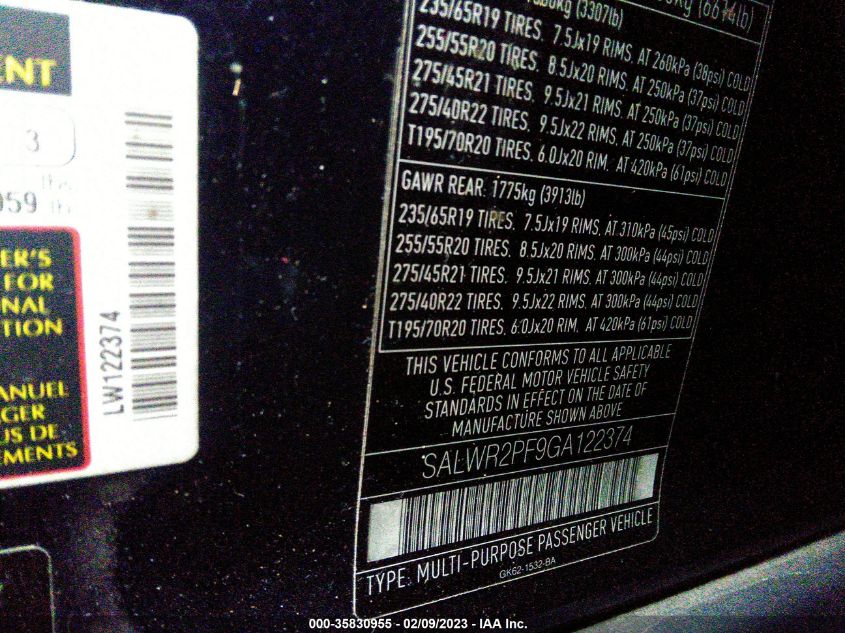 ENT
3
lb
ER'S
FOR
NAL
TION
MANUEL
GER
US DE
EMENTS
LW122374
(3307lb)
(6614lb)
235/65R19 TIRES, 7.5Jx19 RIMS, AT 260kPa (38psi) COLD
255/55R20 TIRES, 8.5Jx20 RIMS, AT 250kPa (37psi) COLD
275/45R21 TIRES, 9.5Jx21 RIMS, AT 250kPa (37psi) COLD
275/40R22 TIRES, 9.5Jx22 RIMS, AT 250kPa (37psi) COLD
T195/70R20 TIRES, 6.0Jx20 RIM, AT 420kPa (61psi) COLD
GAWR REAR: 1775kg (3913lb)
235/65R19 TIRES, 7.5Jx19 RIMS, AT 310kPa (45psi) COLD
255/55R20 TIRES, 8.5Jx20 RIMS, AT 300kPa (44psi) COLD
275/45R21 TIRES, 9.5Jx21 RIMS, AT 300kPa (44psi) COLD
275/40R22 TIRES, 9.5Jx22 RIMS, AT 300kPa (44psi) COLD
T195/70R20 TIRES, 6.0Jx20 RIM, AT 420kPa (61psi) COLD
THIS VEHICLE CONFORMS TO ALL APPLICABLE
U.S. FEDERAL MOTOR VEHICLE SAFETY
STANDARDS IN EFFECT ON THE DATE OF
MANUFACTURE SHOWN ABOVE
SALWR2PF9GA122374
TYPE: MULTI-PURPOSE PASSENGER VEHICLE
GK62-1532-BA
000-35830955 - 02/09/2023 - IAA Inc.